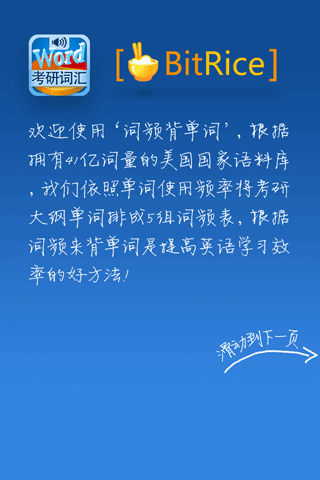 Word
考研词汇
[BitRice]
欢迎使用‘词频背单词’，根据
拥有4.1亿词量的美国国家语料库
，我们依照单词使用频率将考研
大纲单词排成5组词频表，根据
词频来背单词是提高英语学习效
率的好方法！
滑动到下一页